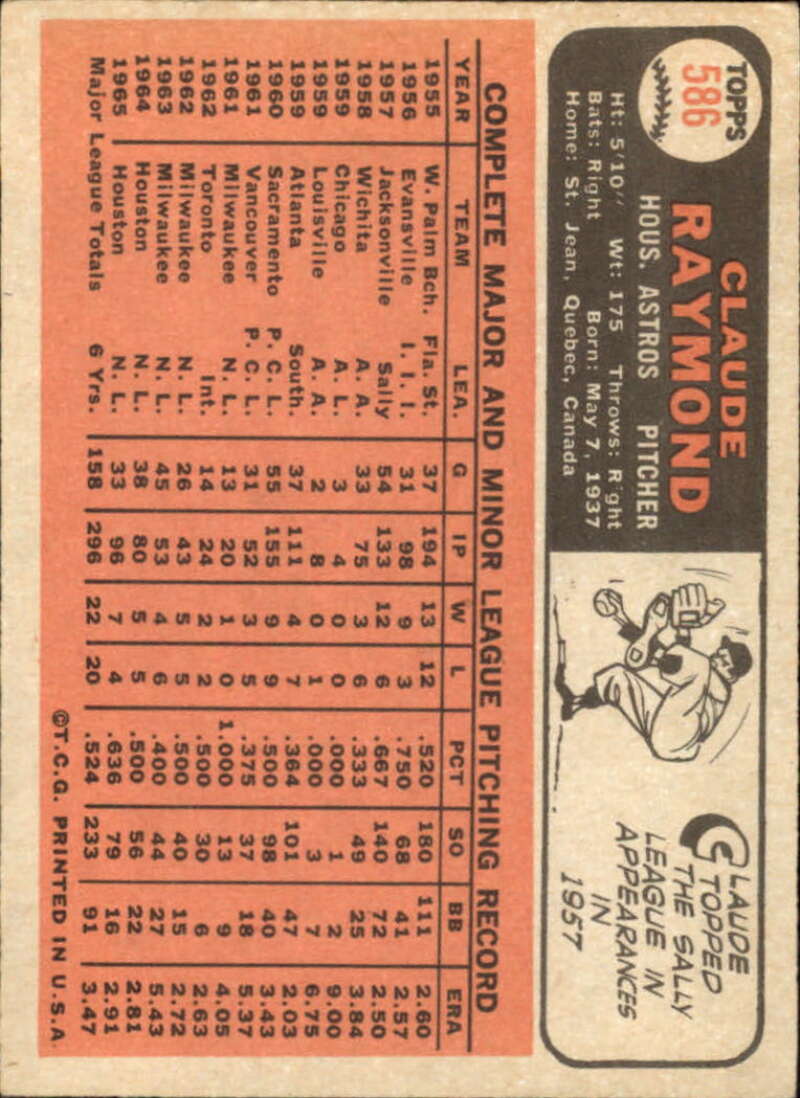 TOPPS
586
CLAUDE
RAYMOND
HOUS. ASTROS PITCHER
Ht: 5'10" Wt: 175 Throws: Right
Bats: Right Born: May 7, 1937
Home: St. Jean, Quebec, Canada
CLAUDE
TOPPED
THE SALLY
LEAGUE IN
APPEARANCES
IN
1957
COMPLETE MAJOR AND MINOR LEAGUE PITCHING RECORD
YEAR TEAM LEA. G IP W L PCT SO BB ERA
1955 W. Palm Bch. Fla. St. 37 194 13 12 .520 180 111 2.60
1956 Evansville I. I. I. 31 98 9 3 .750 68 41 2.57
1957 Jacksonville Sally 54 133 12 6 .667 140 72 2.50
1958 Wichita A. A. 33 75 3 6 .333 49 25 3.84
1959 Chicago A. L. 3 4 0 0 .000 1 2 9.00
1959 Louisville A. A. 2 8 0 1 .000 3 7 6.75
1959 Atlanta South. 37 111 4 7 .364 101 47 2.03
1960 Sacramento P. C. L. 55 155 9 9 .500 98 40 3.43
1961 Vancouver P. C. L. 31 52 3 5 .375 37 18 5.37
1961 Milwaukee N. L. 13 20 1 0 1.000 13 9 4.05
1962 Toronto Int. 14 24 2 2 .500 30 6 2.63
1962 Milwaukee N. L. 26 43 5 5 .500 40 15 2.72
1963 Milwaukee N. L. 45 53 4 6 .400 44 27 5.43
1964 Houston N. L. 38 80 5 5 .500 56 22 2.81
1965 Houston N. L. 33 96 7 4 .636 79 16 2.91
Major League Totals 6 Yrs. 158 296 22 20 .524 233 91 3.47
©T.C.G. PRINTED IN U.S.A.